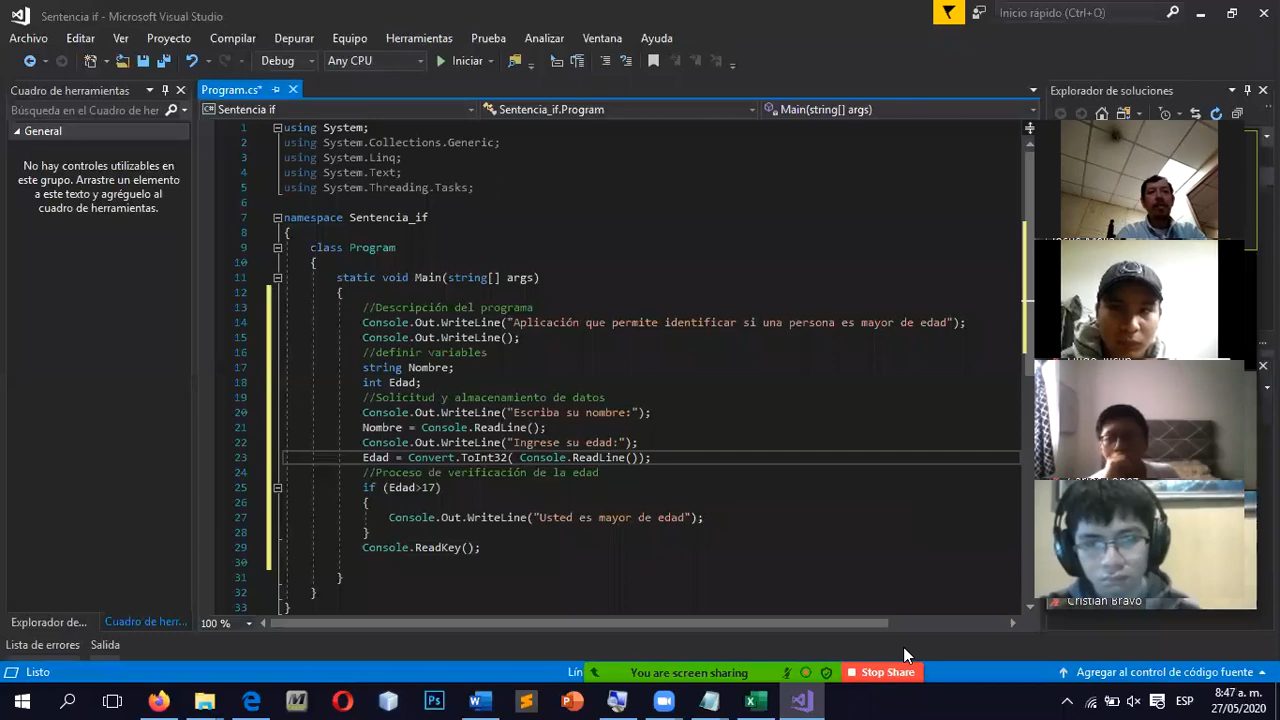 Sentencia if - Microsoft Visual Studio
Inicio rápido (Ctrl+Q)
Archivo Editar Ver Proyecto Compilar Depurar Equipo Herramientas Prueba Analizar Ventana Ayuda
Debug Any CPU Iniciar
Cuadro de herramientas
Program.cs*
Explorador de soluciones
Búsqueda en el Cuadro de her
Sentencia if
Sentencia_if.Program
Main(string[] args)
General
No hay controles utilizables en
este grupo. Arrastre un elemento
a este texto y agréguelo al
cuadro de herramientas.
1 using System;
2 using System.Collections.Generic;
3 using System.Linq;
4 using System.Text;
5 using System.Threading.Tasks;
6
7 namespace Sentencia_if
8 {
9 class Program
10 {
11 static void Main(string[] args)
12 {
13 //Descripción del programa
14 Console.Out.WriteLine("Aplicación que permite identificar si una persona es mayor de edad");
15 Console.Out.WriteLine();
16 //definir variables
17 string Nombre;
18 int Edad;
19 //Solicitud y almacenamiento de datos
20 Console.Out.WriteLine("Escriba su nombre:");
21 Nombre = Console.ReadLine();
22 Console.Out.WriteLine("Ingrese su edad:");
23 Edad = Convert.ToInt32( Console.ReadLine());
24 //Proceso de verificación de la edad
25 if (Edad>17)
26 {
27 Console.Out.WriteLine("Usted es mayor de edad");
28 }
29 Console.ReadKey();
30
31 }
32 }
33 }
Cristian Bravo
Explorador de... Cuadro de herr...
100 %
Lista de errores Salida
Listo
Lín
You are screen sharing
Stop Share
Agregar al control de código fuente
ESP
8:47 a. m.
27/05/2020